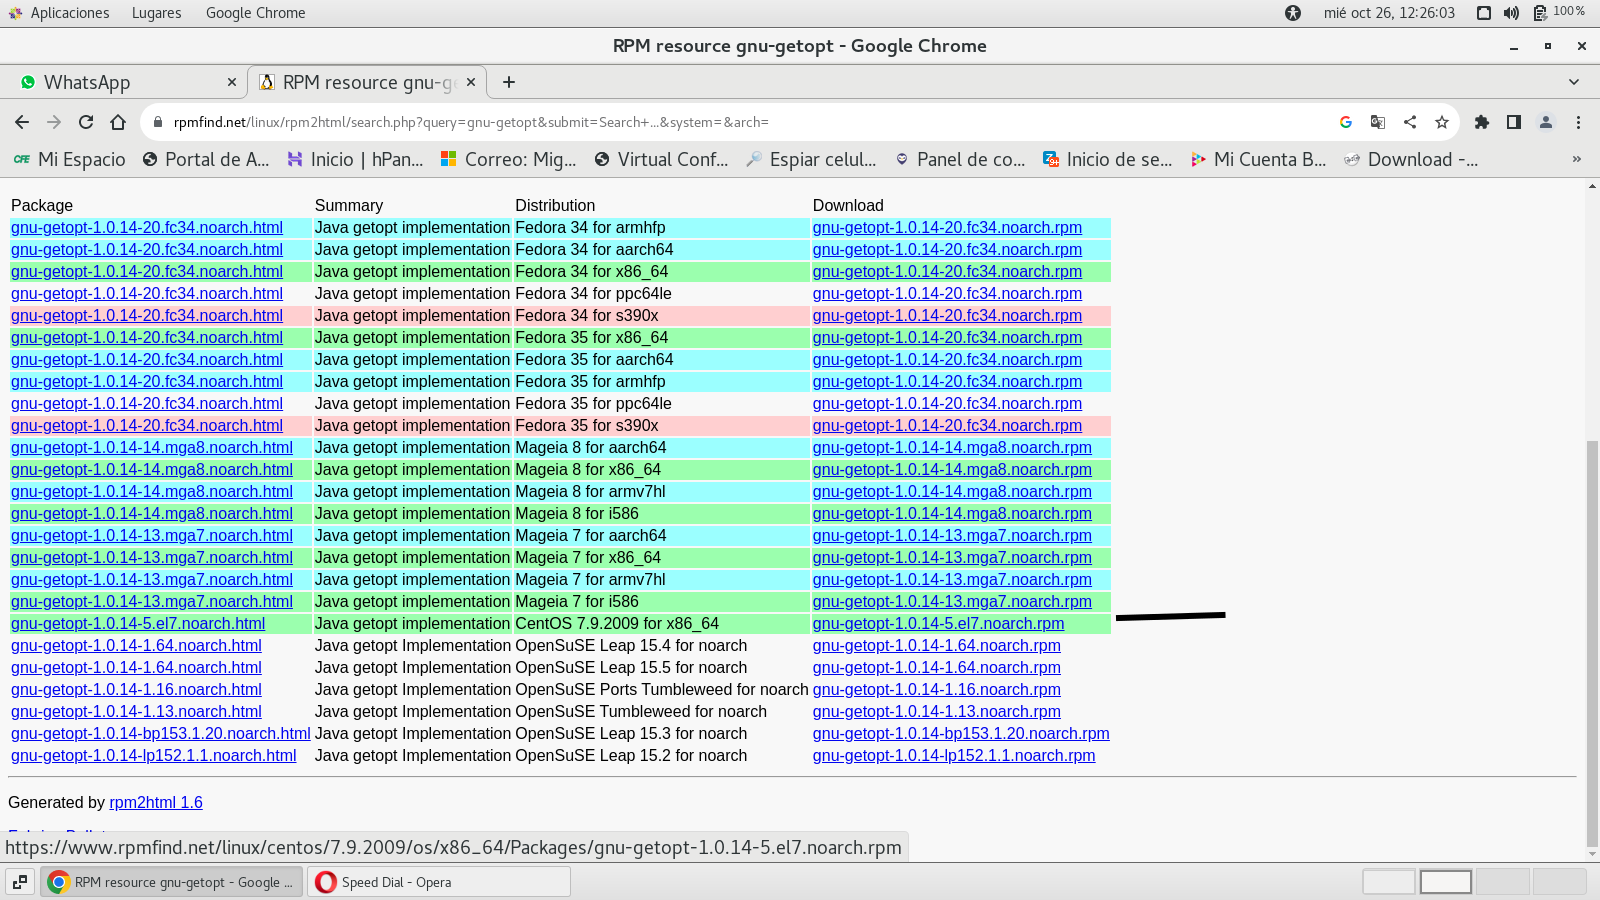 Aplicaciones Lugares Google Chrome mié oct 26, 12:26:03 100%
RPM resource gnu-getopt - Google Chrome
WhatsApp RPM resource gnu-g
rpmfind.net/linux/rpm2html/search.php?query=gnu-getopt&submit=Search+...&system=&arch=
Mi Espacio Portal de A... Inicio | hPan... Correo: Mig... Virtual Conf... Espiar celul... Panel de co... Inicio de se... Mi Cuenta B... Download -... »
Package Summary Distribution Download
gnu-getopt-1.0.14-20.fc34.noarch.html Java getopt implementation Fedora 34 for armhfp gnu-getopt-1.0.14-20.fc34.noarch.rpm
gnu-getopt-1.0.14-20.fc34.noarch.html Java getopt implementation Fedora 34 for aarch64 gnu-getopt-1.0.14-20.fc34.noarch.rpm
gnu-getopt-1.0.14-20.fc34.noarch.html Java getopt implementation Fedora 34 for x86_64 gnu-getopt-1.0.14-20.fc34.noarch.rpm
gnu-getopt-1.0.14-20.fc34.noarch.html Java getopt implementation Fedora 34 for ppc64le gnu-getopt-1.0.14-20.fc34.noarch.rpm
gnu-getopt-1.0.14-20.fc34.noarch.html Java getopt implementation Fedora 34 for s390x gnu-getopt-1.0.14-20.fc34.noarch.rpm
gnu-getopt-1.0.14-20.fc34.noarch.html Java getopt implementation Fedora 35 for x86_64 gnu-getopt-1.0.14-20.fc34.noarch.rpm
gnu-getopt-1.0.14-20.fc34.noarch.html Java getopt implementation Fedora 35 for aarch64 gnu-getopt-1.0.14-20.fc34.noarch.rpm
gnu-getopt-1.0.14-20.fc34.noarch.html Java getopt implementation Fedora 35 for armhfp gnu-getopt-1.0.14-20.fc34.noarch.rpm
gnu-getopt-1.0.14-20.fc34.noarch.html Java getopt implementation Fedora 35 for ppc64le gnu-getopt-1.0.14-20.fc34.noarch.rpm
gnu-getopt-1.0.14-20.fc34.noarch.html Java getopt implementation Fedora 35 for s390x gnu-getopt-1.0.14-20.fc34.noarch.rpm
gnu-getopt-1.0.14-14.mga8.noarch.html Java getopt implementation Mageia 8 for aarch64 gnu-getopt-1.0.14-14.mga8.noarch.rpm
gnu-getopt-1.0.14-14.mga8.noarch.html Java getopt implementation Mageia 8 for x86_64 gnu-getopt-1.0.14-14.mga8.noarch.rpm
gnu-getopt-1.0.14-14.mga8.noarch.html Java getopt implementation Mageia 8 for armv7hl gnu-getopt-1.0.14-14.mga8.noarch.rpm
gnu-getopt-1.0.14-14.mga8.noarch.html Java getopt implementation Mageia 8 for i586 gnu-getopt-1.0.14-14.mga8.noarch.rpm
gnu-getopt-1.0.14-13.mga7.noarch.html Java getopt implementation Mageia 7 for aarch64 gnu-getopt-1.0.14-13.mga7.noarch.rpm
gnu-getopt-1.0.14-13.mga7.noarch.html Java getopt implementation Mageia 7 for x86_64 gnu-getopt-1.0.14-13.mga7.noarch.rpm
gnu-getopt-1.0.14-13.mga7.noarch.html Java getopt implementation Mageia 7 for armv7hl gnu-getopt-1.0.14-13.mga7.noarch.rpm
gnu-getopt-1.0.14-13.mga7.noarch.html Java getopt implementation Mageia 7 for i586 gnu-getopt-1.0.14-13.mga7.noarch.rpm
gnu-getopt-1.0.14-5.el7.noarch.html Java getopt implementation CentOS 7.9.2009 for x86_64 gnu-getopt-1.0.14-5.el7.noarch.rpm
gnu-getopt-1.0.14-1.64.noarch.html Java getopt Implementation OpenSuSE Leap 15.4 for noarch gnu-getopt-1.0.14-1.64.noarch.rpm
gnu-getopt-1.0.14-1.64.noarch.html Java getopt Implementation OpenSuSE Leap 15.5 for noarch gnu-getopt-1.0.14-1.64.noarch.rpm
gnu-getopt-1.0.14-1.16.noarch.html Java getopt Implementation OpenSuSE Ports Tumbleweed for noarch gnu-getopt-1.0.14-1.16.noarch.rpm
gnu-getopt-1.0.14-1.13.noarch.html Java getopt Implementation OpenSuSE Tumbleweed for noarch gnu-getopt-1.0.14-1.13.noarch.rpm
gnu-getopt-1.0.14-bp153.1.20.noarch.html Java getopt Implementation OpenSuSE Leap 15.3 for noarch gnu-getopt-1.0.14-bp153.1.20.noarch.rpm
gnu-getopt-1.0.14-lp152.1.1.noarch.html Java getopt Implementation OpenSuSE Leap 15.2 for noarch gnu-getopt-1.0.14-lp152.1.1.noarch.rpm
Generated by rpm2html 1.6
https://www.rpmfind.net/linux/centos/7.9.2009/os/x86_64/Packages/gnu-getopt-1.0.14-5.el7.noarch.rpm
RPM resource gnu-getopt - Google ... Speed Dial - Opera